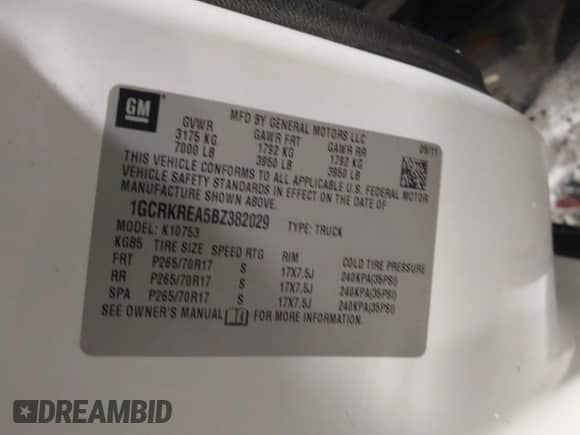 GM
MFD BY GENERAL MOTORS LLC
GVWR GAWR FRT GAWR RR 05/11
3175 KG 1792 KG 1792 KG
7000 LB 3950 LB 3950 LB
THIS VEHICLE CONFORMS TO ALL APPLICABLE U.S. FEDERAL MOTOR
VEHICLE SAFETY STANDARDS IN EFFECT ON THE DATE OF
MANUFACTURE SHOWN ABOVE.
1GCRKREA5BZ382029 TYPE: TRUCK
MODEL: K10753
KG85 TIRE SIZE SPEED RTG RIM COLD TIRE PRESSURE
FRT P265/70R17 S 17X7.5J 240KPA(35PSI)
RR P265/70R17 S 17X7.5J 240KPA(35PSI)
SPA P265/70R17 S 17X7.5J 240KPA(35PSI)
SEE OWNER'S MANUAL FOR MORE INFORMATION.
DREAMBID